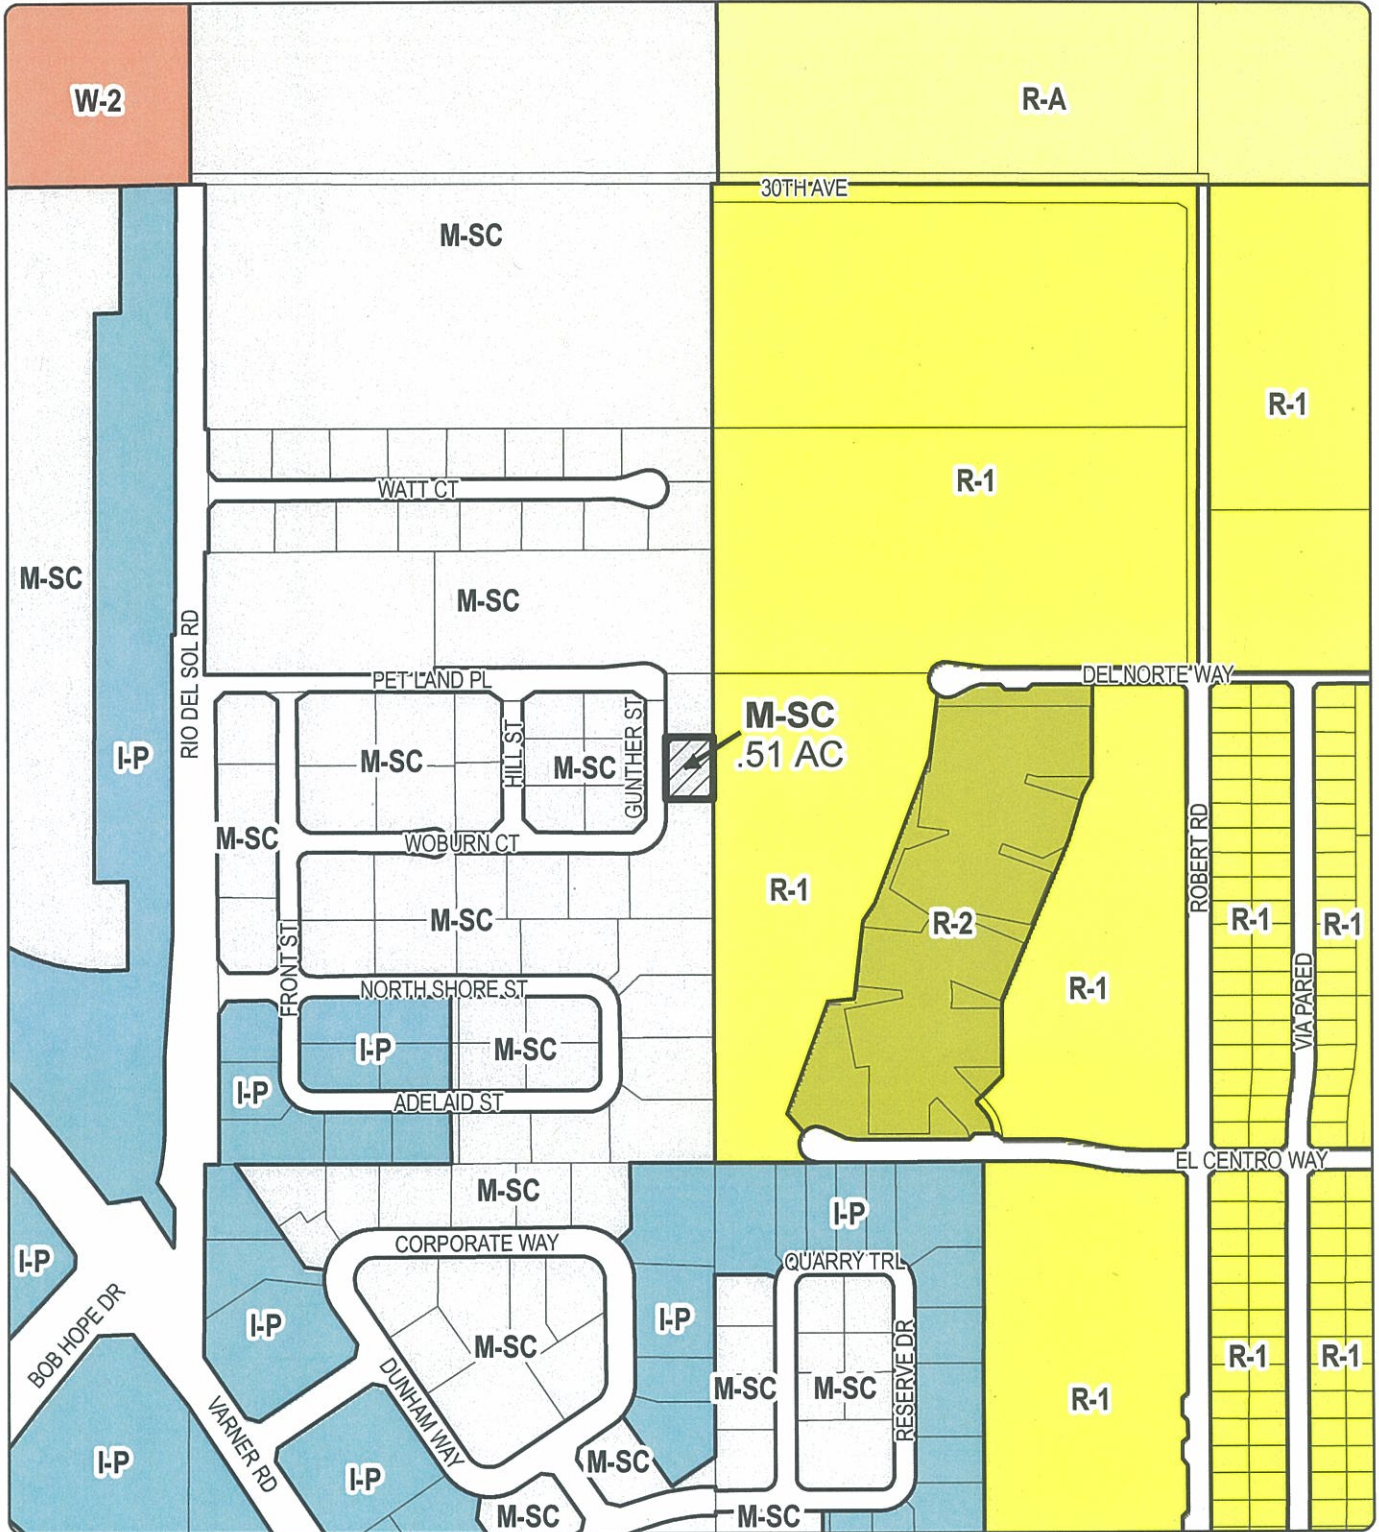 W-2
R-A
30TH AVE
M-SC
R-1
R-1
WATT CT
M-SC
M-SC
RIO DEL SOL RD
PET LAND PL
DEL NORTE WAY
M-SC
.51 AC
HILL ST
GUNTHER ST
I-P
M-SC
M-SC
M-SC
WOBURN CT
ROBERT RD
R-1
M-SC
R-2
R-1
R-1
FRONT ST
NORTH SHORE ST
R-1
VIA PARED
I-P
M-SC
I-P
ADELAID ST
EL CENTRO WAY
M-SC
I-P
CORPORATE WAY
I-P
QUARRY TRL
BOB HOPE DR
I-P
I-P
M-SC
R-1
R-1
DUNHAM WAY
M-SC
M-SC
RESERVE DR
R-1
VARNER RD
I-P
I-P
M-SC
M-SC
M-SC